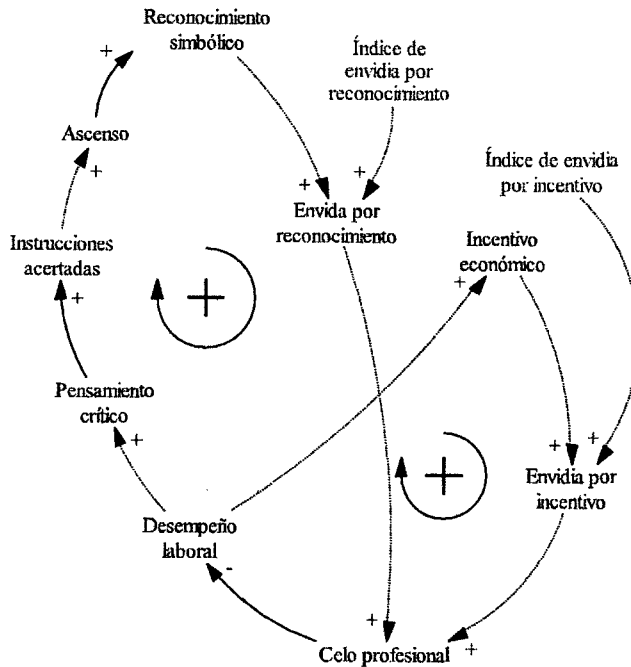 Reconocimiento
simbólico
Índice de
envidia por
reconocimiento
+
Ascenso
+
Índice de envidia
por incentivo
+
+
Envida por
reconocimiento
Instrucciones
acertadas
Incentivo
económico
+
+
+
Pensamiento
crítico
+
+
+
+
Envidia por
incentivo
Desempeño
laboral
-
+
Celo profesional
+